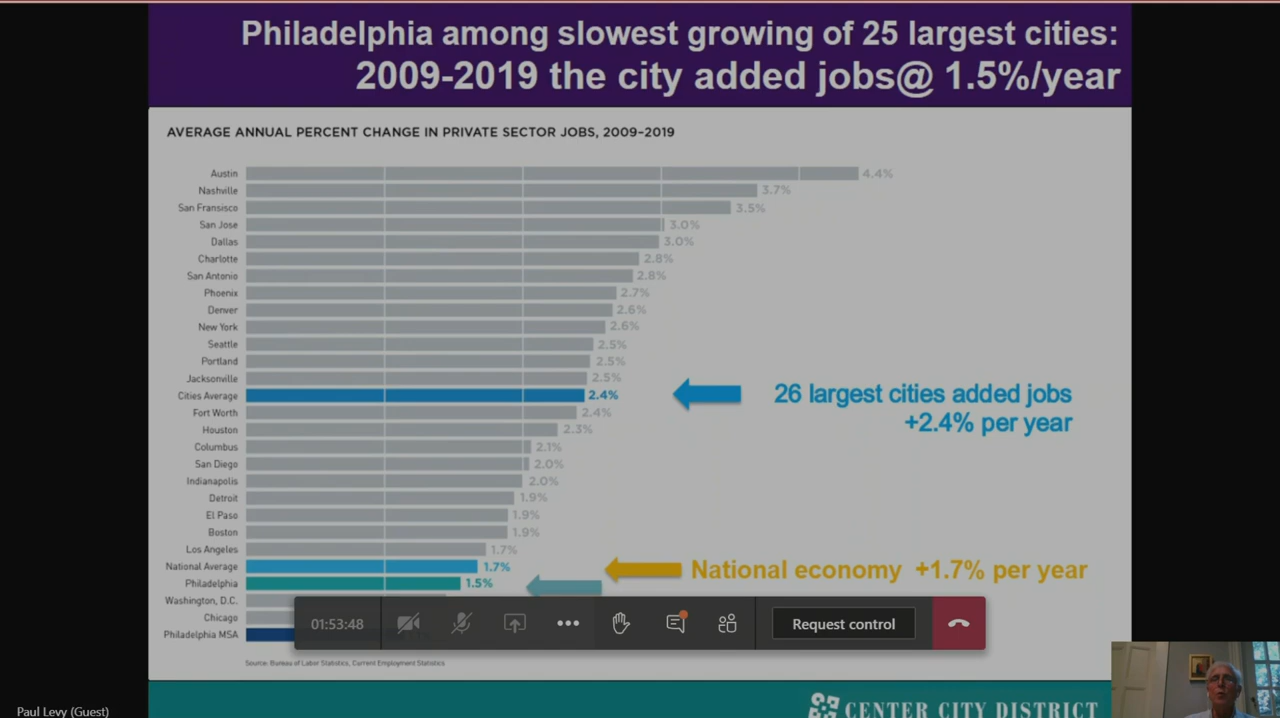 Philadelphia among slowest growing of 25 largest cities:
2009-2019 the city added jobs@ 1.5%/year
AVERAGE ANNUAL PERCENT CHANGE IN PRIVATE SECTOR JOBS, 2009–2019
Austin 4.4%
Nashville 3.7%
San Fransisco 3.5%
San Jose 3.0%
Dallas 3.0%
Charlotte 2.8%
San Antonio 2.8%
Phoenix 2.7%
Denver 2.6%
New York 2.6%
Seattle 2.5%
Portland 2.5%
Jacksonville 2.5%
Cities Average 2.4%
26 largest cities added jobs
+2.4% per year
Fort Worth 2.4%
Houston 2.3%
Columbus 2.1%
San Diego 2.0%
Indianapolis 2.0%
Detroit 1.9%
El Paso 1.9%
Boston 1.9%
Los Angeles 1.7%
National Average 1.7%
National economy +1.7% per year
Philadelphia 1.5%
Washington, D.C.
Chicago
Philadelphia MSA
01:53:48
Request control
Source: Bureau of Labor Statistics, Current Employment Statistics
CENTER CITY DISTRICT
Paul Levy (Guest)